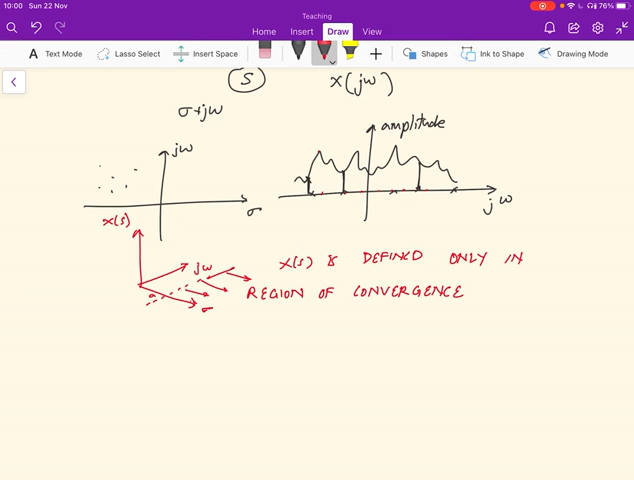 10:00 Sun 22 Nov
76%
Teaching
Home Insert Draw View
Text Mode Lasso Select Insert Space Shapes Ink to Shape Drawing Mode
S X(jω)
σ+jω
amplitude
jω
σ
jω
X(s)
jω
σ
X(s) is DEFINED ONLY IN
REGION OF CONVERGENCE